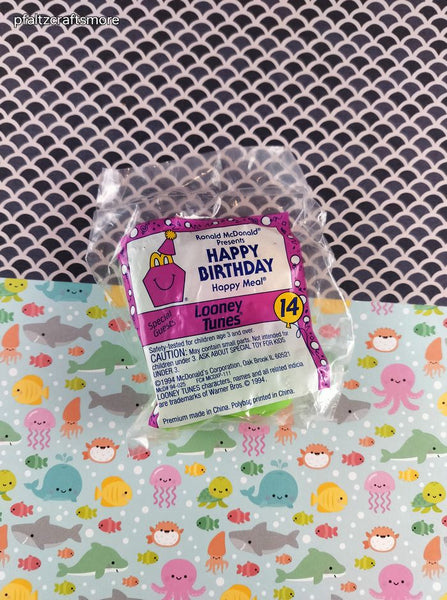 pfaltzcraftsmore
Ronald McDonald
Presents
HAPPY
BIRTHDAY
Happy Meal®
Special
Guests
Looney
Tunes
14
Safety-tested for children age 3 and over.
CAUTION: May contain small parts. Not intended for
children under 3. ASK ABOUT SPECIAL TOY FOR KIDS
UNDER 3.
©1994 McDonald's Corporation, Oak Brook IL 60521
McD# 94-025
LOONEY TUNES characters, names and all related indicia
are trademarks of Warner Bros. © 1994.
Premium made in China. Polybag printed in China.